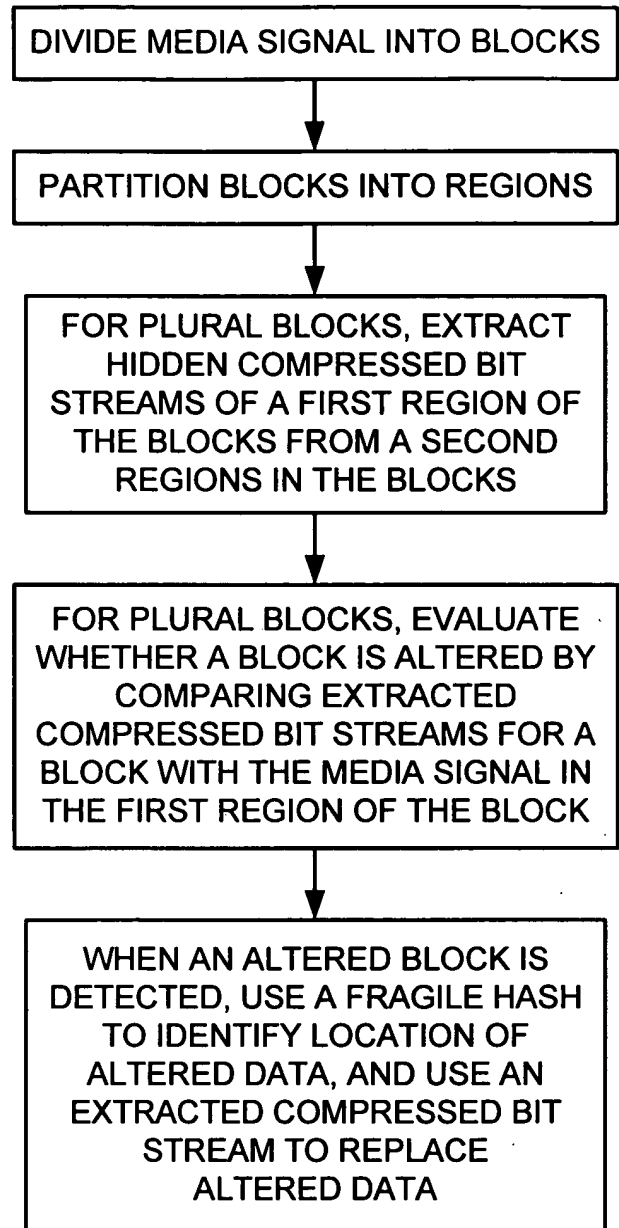 DIVIDE MEDIA SIGNAL INTO BLOCKS
PARTITION BLOCKS INTO REGIONS
FOR PLURAL BLOCKS, EXTRACT
HIDDEN COMPRESSED BIT
STREAMS OF A FIRST REGION OF
THE BLOCKS FROM A SECOND
REGIONS IN THE BLOCKS
FOR PLURAL BLOCKS, EVALUATE
WHETHER A BLOCK IS ALTERED BY
COMPARING EXTRACTED
COMPRESSED BIT STREAMS FOR A
BLOCK WITH THE MEDIA SIGNAL IN
THE FIRST REGION OF THE BLOCK
WHEN AN ALTERED BLOCK IS
DETECTED, USE A FRAGILE HASH
TO IDENTIFY LOCATION OF
ALTERED DATA, AND USE AN
EXTRACTED COMPRESSED BIT
STREAM TO REPLACE
ALTERED DATA